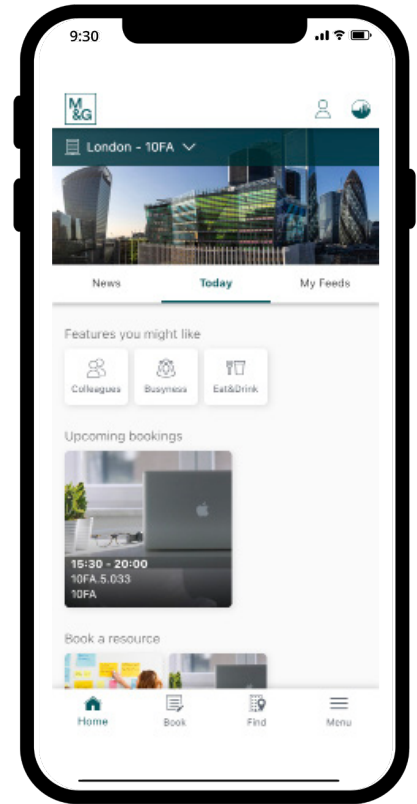 9:30
M
&G
London - 10FA
News Today My Feeds
Features you might like
Colleagues Busyness Eat&Drink
Upcoming bookings
15:30 - 20:00
10FA.5.033
10FA
Book a resource
Home Book Find Menu